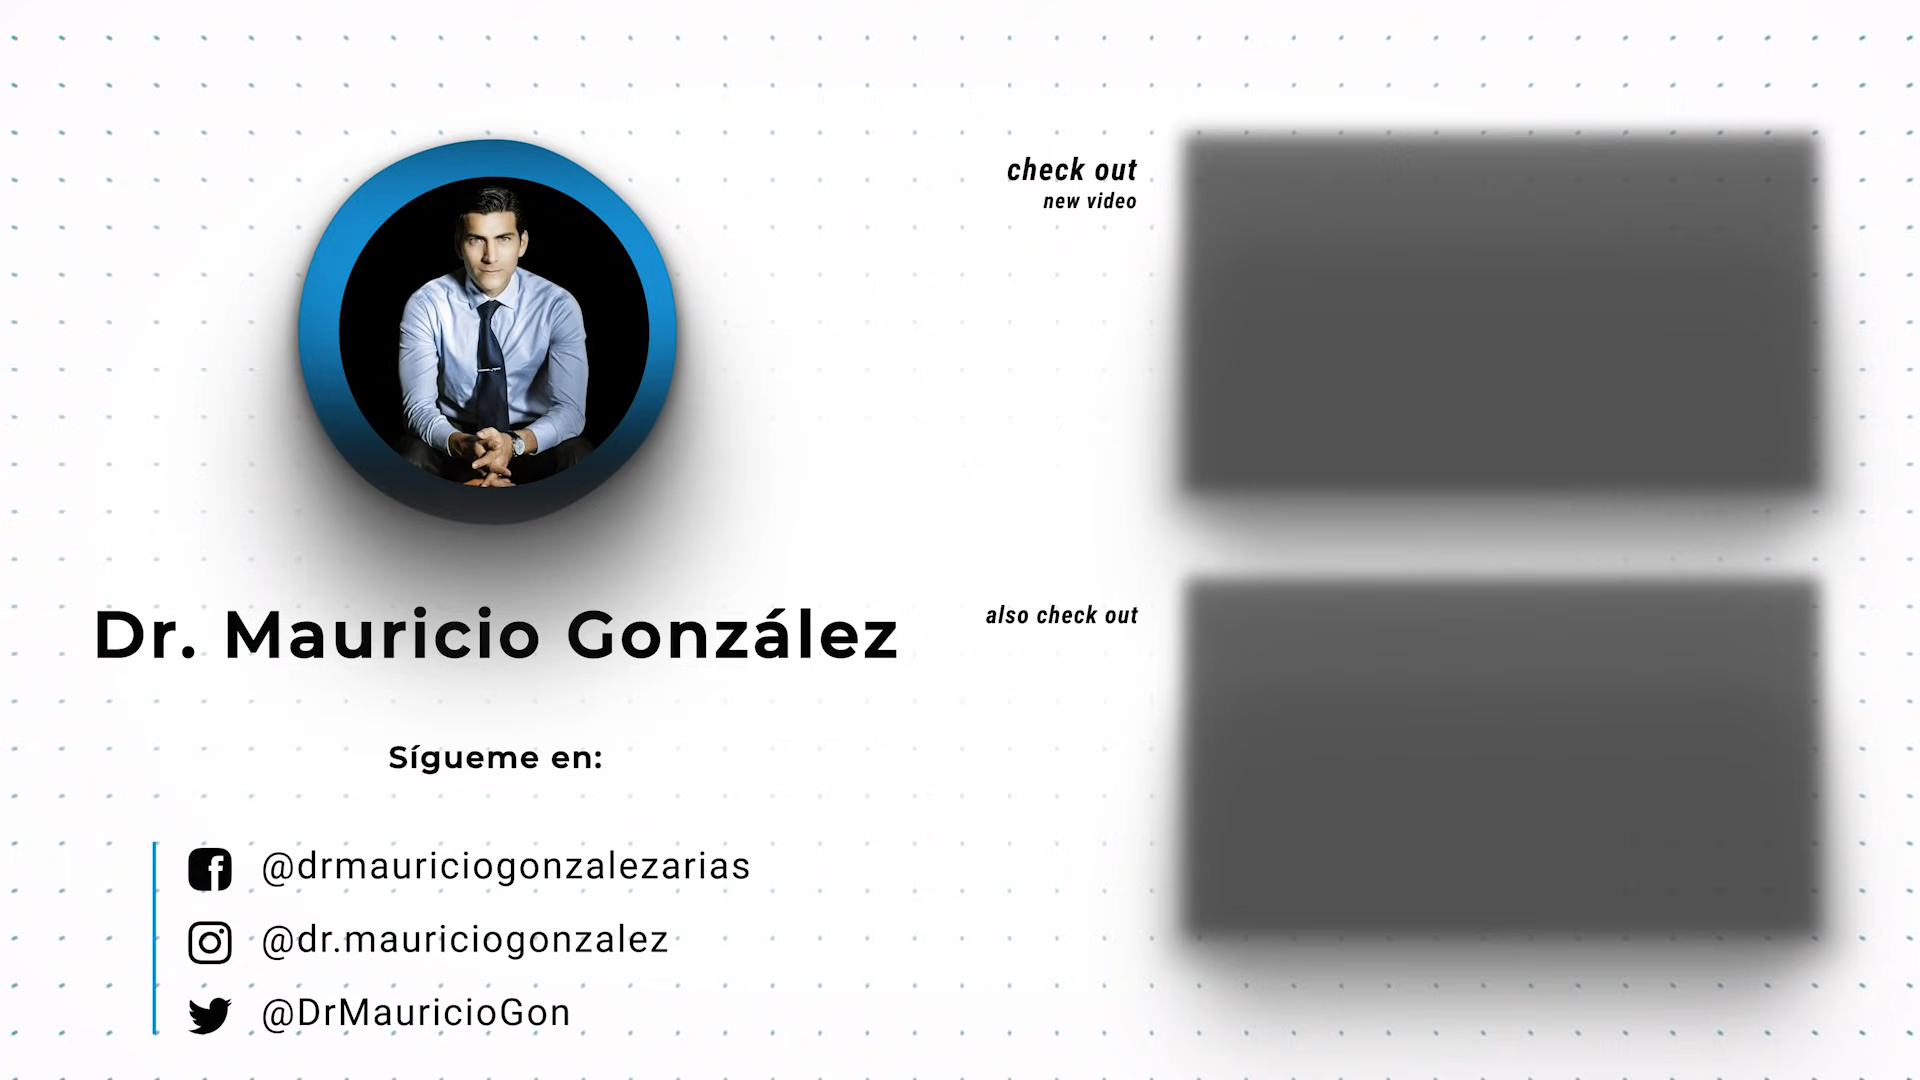 Dr. Mauricio González
Sígueme en:
@drmauriciogonzalezarias
@dr.mauriciogonzalez
@DrMauricioGon
check out
new video
also check out